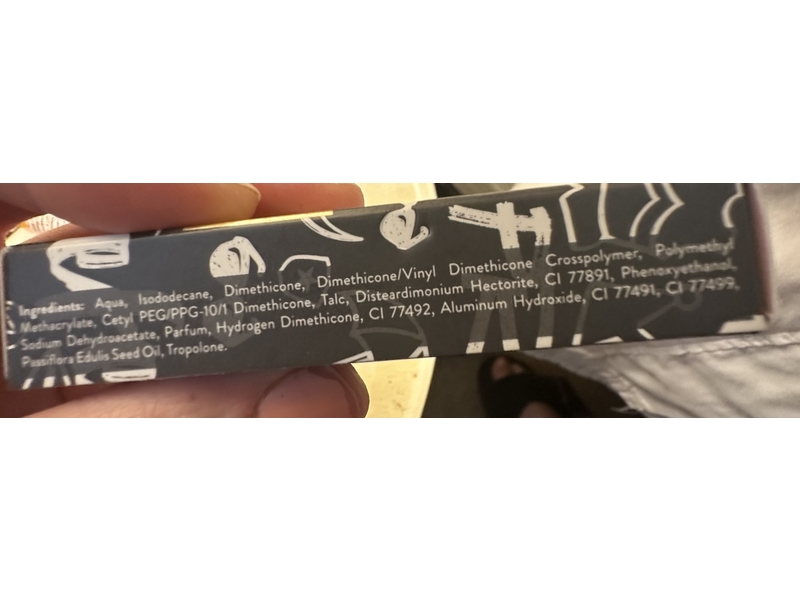 Ingredients: Aqua, Isododecane, Dimethicone, Dimethicone/Vinyl Dimethicone Crosspolymer, Polymethyl
Methacrylate, Cetyl PEG/PPG-10/1 Dimethicone, Talc, Disteardimonium Hectorite, CI 77891, Phenoxyethanol,
Sodium Dehydroacetate, Parfum, Hydrogen Dimethicone, CI 77492, Aluminum Hydroxide, CI 77491, CI 77499,
Passiflora Edulis Seed Oil, Tropolone.